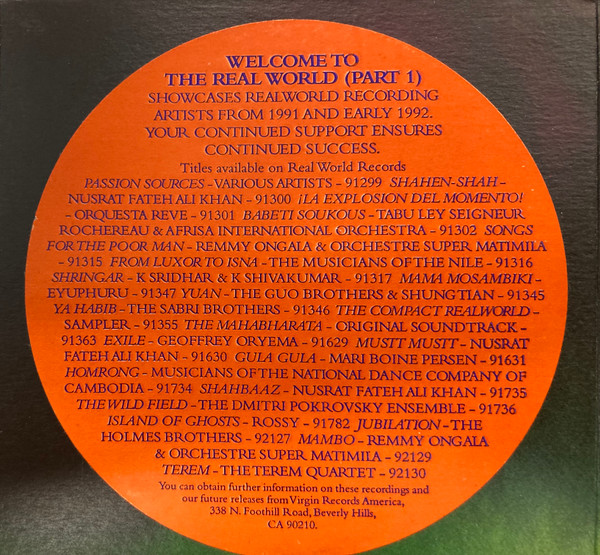 WELCOME TO
THE REAL WORLD (PART 1)
SHOWCASES REALWORLD RECORDING
ARTISTS FROM 1991 AND EARLY 1992.
YOUR CONTINUED SUPPORT ENSURES
CONTINUED SUCCESS.
Titles available on Real World Records
PASSION SOURCES – VARIOUS ARTISTS – 91299 SHAHEN-SHAH –
NUSRAT FATEH ALI KHAN – 91300 ¡LA EXPLOSION DEL MOMENTO!
– ORQUESTA REVE – 91301 BABETI SOUKOUS – TABU LEY SEIGNEUR
ROCHEREAU & AFRISA INTERNATIONAL ORCHESTRA – 91302 SONGS
FOR THE POOR MAN – REMMY ONGALA & ORCHESTRE SUPER MATIMILA
– 91315 FROM LUXOR TO ISNA – THE MUSICIANS OF THE NILE – 91316
SHRINGAR – K SRIDHAR & K SHIVAKUMAR – 91317 MAMA MOSAMBIKI –
EYUPHURU – 91347 YUAN – THE GUO BROTHERS & SHUNG TIAN – 91345
YA HABIB – THE SABRI BROTHERS – 91346 THE COMPACT REALWORLD –
SAMPLER – 91355 THE MAHABHARATA – ORIGINAL SOUNDTRACK –
91363 EXILE – GEOFFREY ORYEMA – 91629 MUSTT MUSTT – NUSRAT
FATEH ALI KHAN – 91630 GULA GULA – MARI BOINE PERSEN – 91631
HOMRONG – MUSICIANS OF THE NATIONAL DANCE COMPANY OF
CAMBODIA – 91734 SHAHBAAZ – NUSRAT FATEH ALI KHAN – 91735
THE WILD FIELD – THE DMITRI POKROVSKY ENSEMBLE – 91736
ISLAND OF GHOSTS – ROSSY – 91782 JUBILATION – THE
HOLMES BROTHERS – 92127 MAMBO – REMMY ONGALA
& ORCHESTRE SUPER MATIMILA – 92129
TEREM – THE TEREM QUARTET – 92130
You can obtain further information on these recordings and
our future releases from Virgin Records America,
338 N. Foothill Road, Beverly Hills,
CA 90210.